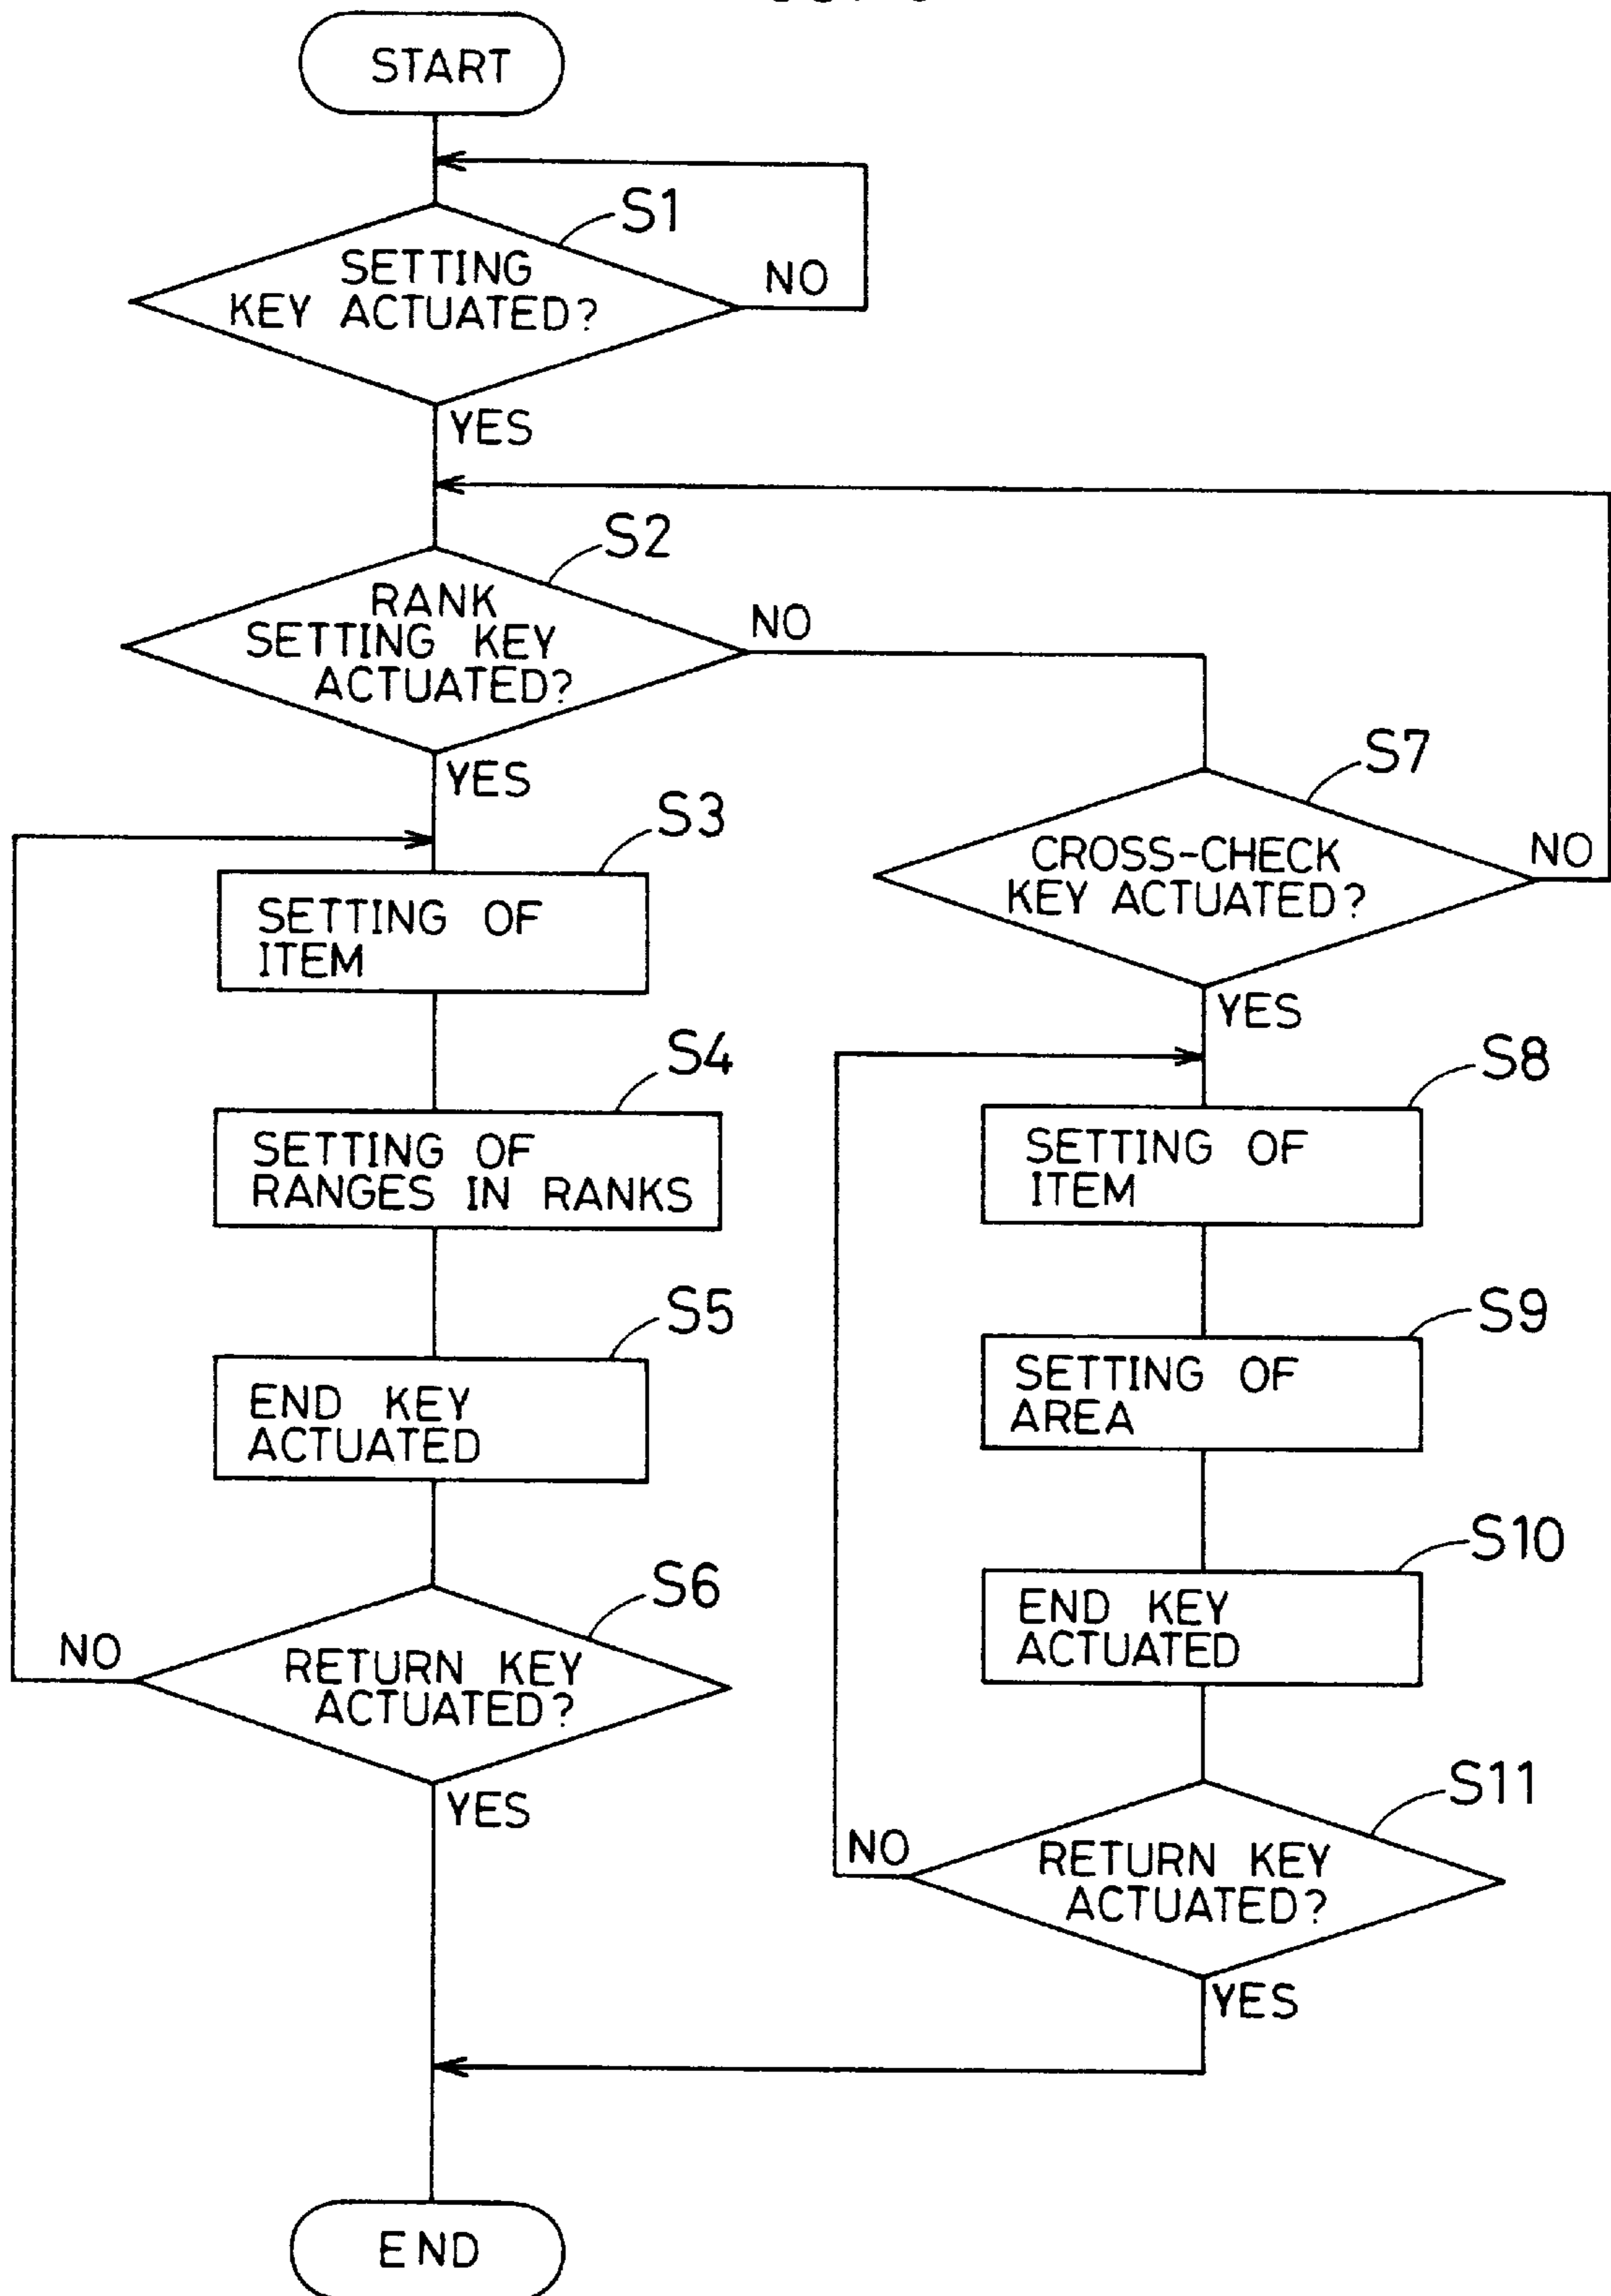 START
S1
SETTING
KEY ACTUATED?
NO
YES
S2
RANK
SETTING KEY
ACTUATED?
NO
YES
S7
CROSS-CHECK
KEY ACTUATED?
NO
YES
S3
SETTING OF
ITEM
S4
SETTING OF
RANGES IN RANKS
S5
END KEY
ACTUATED
S6
RETURN KEY
ACTUATED?
NO
YES
S8
SETTING OF
ITEM
S9
SETTING OF
AREA
S10
END KEY
ACTUATED
S11
RETURN KEY
ACTUATED?
NO
YES
END